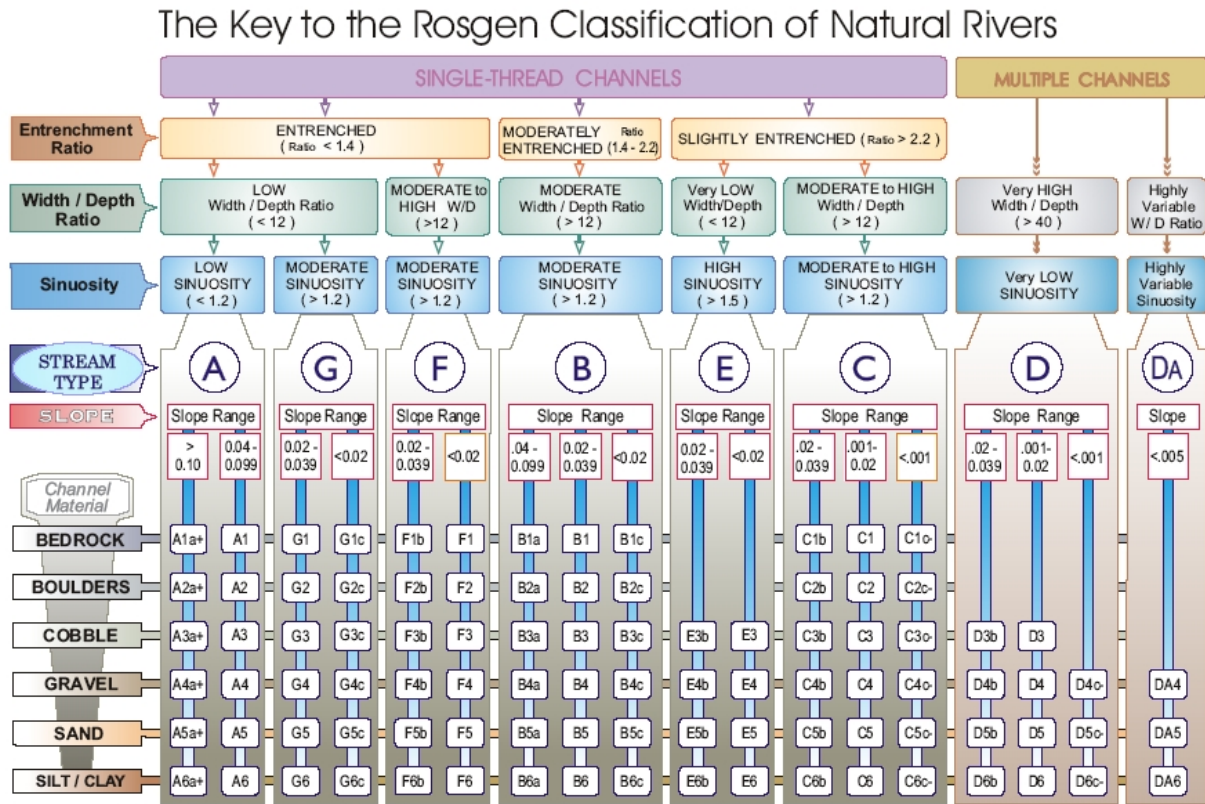 The Key to the Rosgen Classification of Natural Rivers
SINGLE-THREAD CHANNELS
MULTIPLE CHANNELS
Entrenchment
Ratio
ENTRENCHED
( Ratio < 1.4 )
MODERATELY Ratio
ENTRENCHED (1.4 - 2.2)
SLIGHTLY ENTRENCHED ( Ratio > 2.2 )
Width / Depth
Ratio
LOW
Width / Depth Ratio
( < 12 )
MODERATE to
HIGH W/D
( >12 )
MODERATE
Width / Depth Ratio
( > 12 )
Very LOW
Width/Depth
( < 12 )
MODERATE to HIGH
Width / Depth
( > 12 )
Very HIGH
Width / Depth
( > 40 )
Highly
Variable
W/ D Ratio
Sinuosity
LOW
SINUOSITY
( < 1.2 )
MODERATE
SINUOSITY
( > 1.2 )
MODERATE
SINUOSITY
( > 1.2 )
MODERATE
SINUOSITY
( > 1.2 )
HIGH
SINUOSITY
( > 1.5 )
MODERATE to HIGH
SINUOSITY
( > 1.2 )
Very LOW
SINUOSITY
Highly
Variable
Sinuosity
STREAM
TYPE
A G F B E C D DA
SLOPE
Slope Range Slope Range Slope Range Slope Range Slope Range Slope Range Slope Range Slope
>
0.10
0.04 -
0.099
0.02 -
0.039
<0.02
0.02 -
0.039
<0.02
.04 -
0.099
0.02 -
0.039
<0.02
0.02 -
0.039
<0.02
.02 -
0.039
.001-
0.02
<.001
.02 -
0.039
.001-
0.02
<.001
<.005
Channel
Material
BEDROCK A1a+ A1 G1 G1c F1b F1 B1a B1 B1c C1b C1 C1c-
BOULDERS A2a+ A2 G2 G2c F2b F2 B2a B2 B2c C2b C2 C2c-
COBBLE A3a+ A3 G3 G3c F3b F3 B3a B3 B3c E3b E3 C3b C3 C3c- D3b D3
GRAVEL A4a+ A4 G4 G4c F4b F4 B4a B4 B4c E4b E4 C4b C4 C4c- D4b D4 D4c- DA4
SAND A5a+ A5 G5 G5c F5b F5 B5a B5 B5c E5b E5 C5b C5 C5c- D5b D5 D5c- DA5
SILT / CLAY A6a+ A6 G6 G6c F6b F6 B6a B6 B6c E6b E6 C6b C6 C6c- D6b D6 D6c- DA6